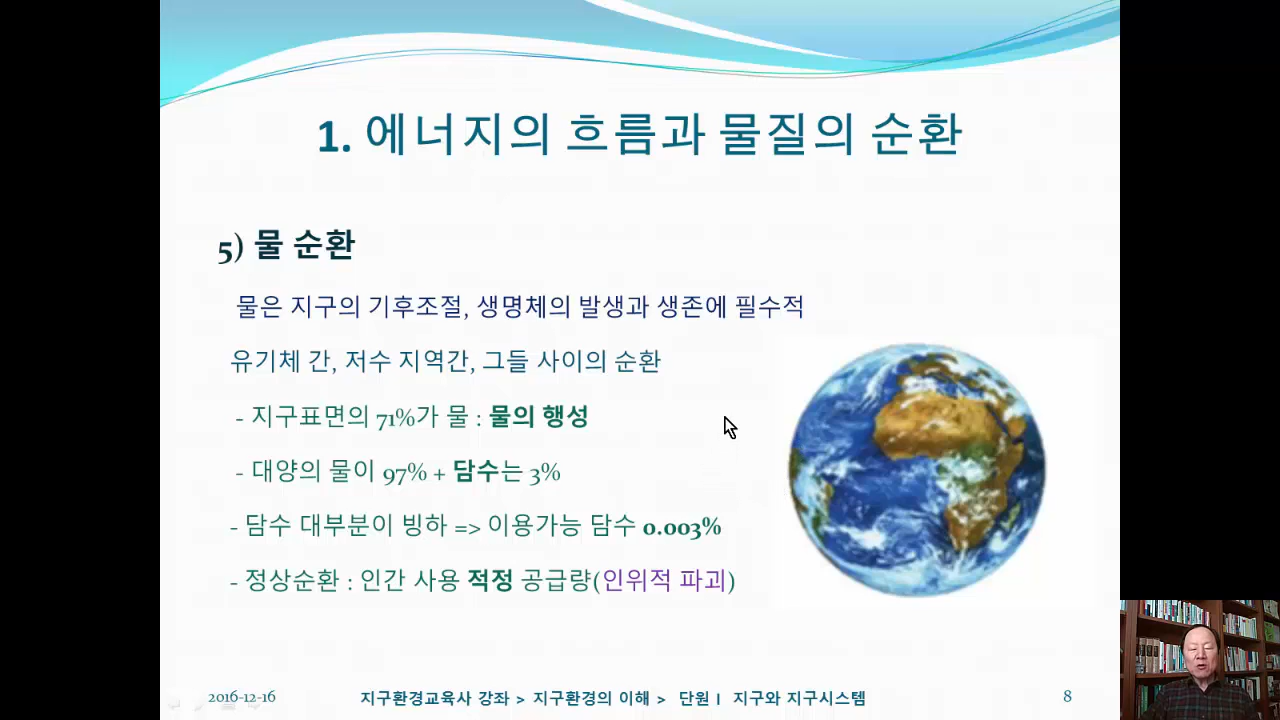 1. 에너지의 흐름과 물질의 순환
5) 물 순환
물은 지구의 기후조절, 생명체의 발생과 생존에 필수적
유기체 간, 저수 지역간, 그들 사이의 순환
- 지구표면의 71%가 물 : 물의 행성
- 대양의 물이 97% + 담수는 3%
- 담수 대부분이 빙하 => 이용가능 담수 0.003%
- 정상순환 : 인간 사용 적정 공급량(인위적 파괴)
2016-12-16
지구환경교육사 강좌 > 지구환경의 이해 > 단원 I 지구와 지구시스템
8